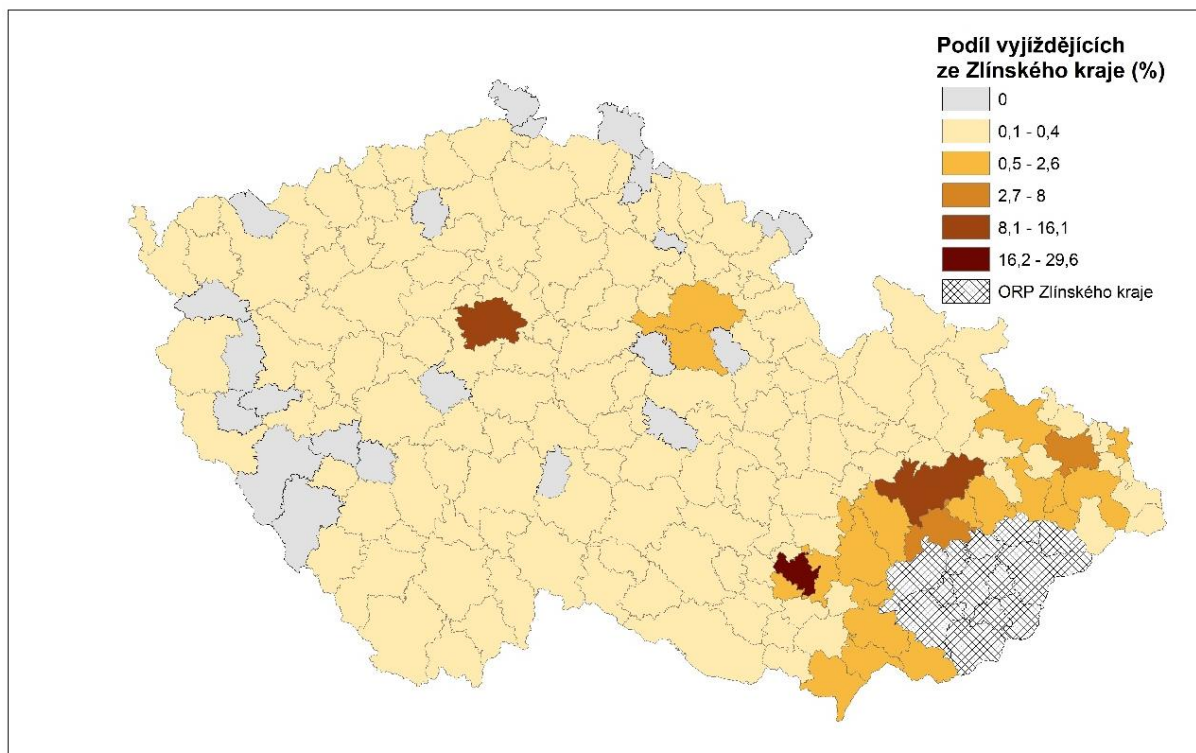 Podíl vyjíždějících
ze Zlínského kraje (%)
0
0,1 - 0,4
0,5 - 2,6
2,7 - 8
8,1 - 16,1
16,2 - 29,6
ORP Zlínského kraje